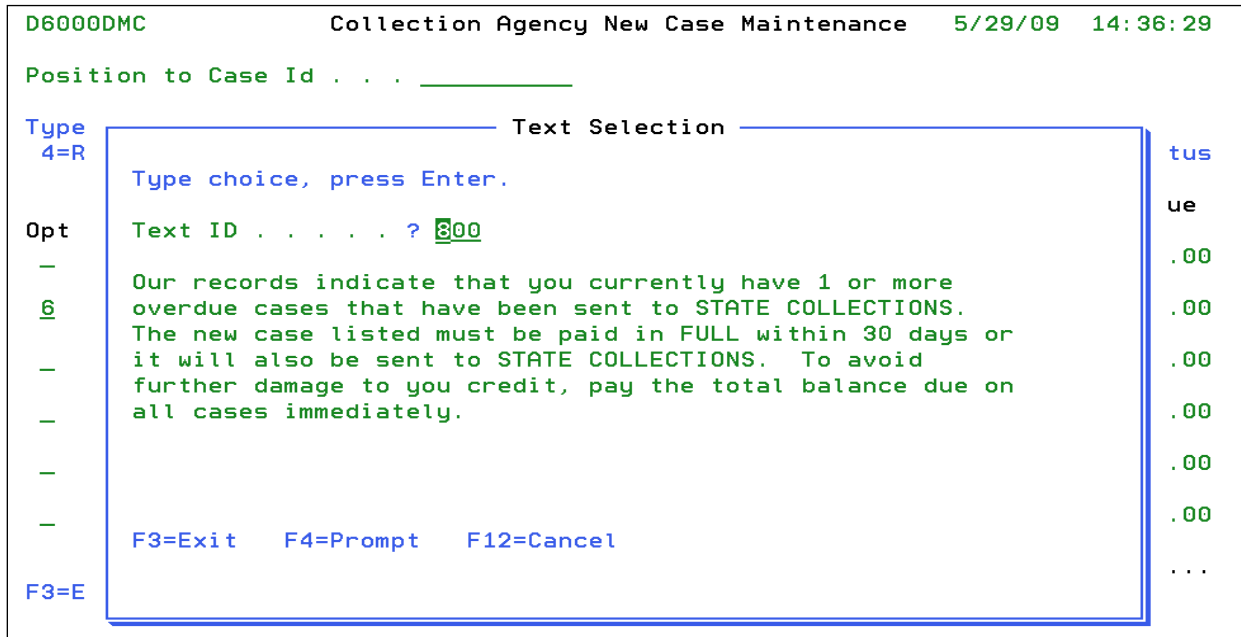 D6000DMC Collection Agency New Case Maintenance 5/29/09 14:36:29
Position to Case Id . . . __________
Type Text Selection
4=R tus
Type choice, press Enter.
ue
Opt Text ID . . . . . ? 800
_ .00
Our records indicate that you currently have 1 or more
6 overdue cases that have been sent to STATE COLLECTIONS. .00
The new case listed must be paid in FULL within 30 days or
_ it will also be sent to STATE COLLECTIONS. To avoid .00
further damage to you credit, pay the total balance due on
_ all cases immediately. .00
_ .00
_ .00
F3=Exit F4=Prompt F12=Cancel
...
F3=E